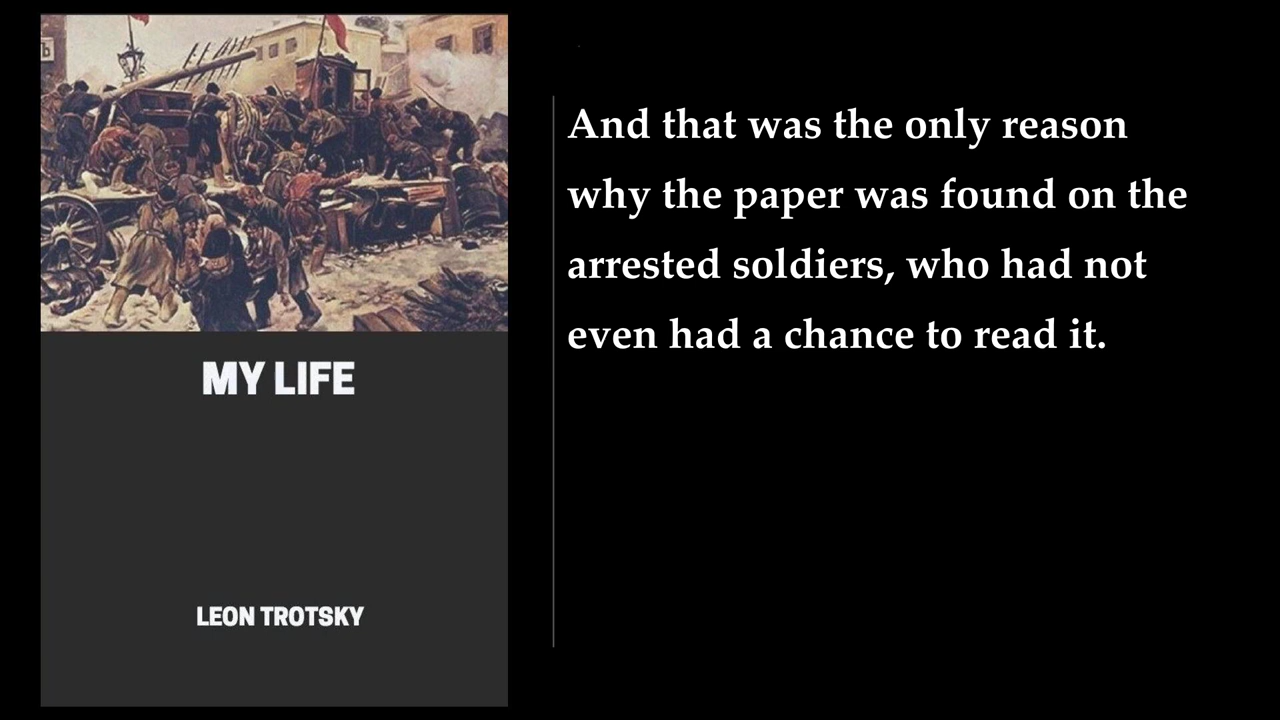 Ъ
MY LIFE
LEON TROTSKY
And that was the only reason
why the paper was found on the
arrested soldiers, who had not
even had a chance to read it.